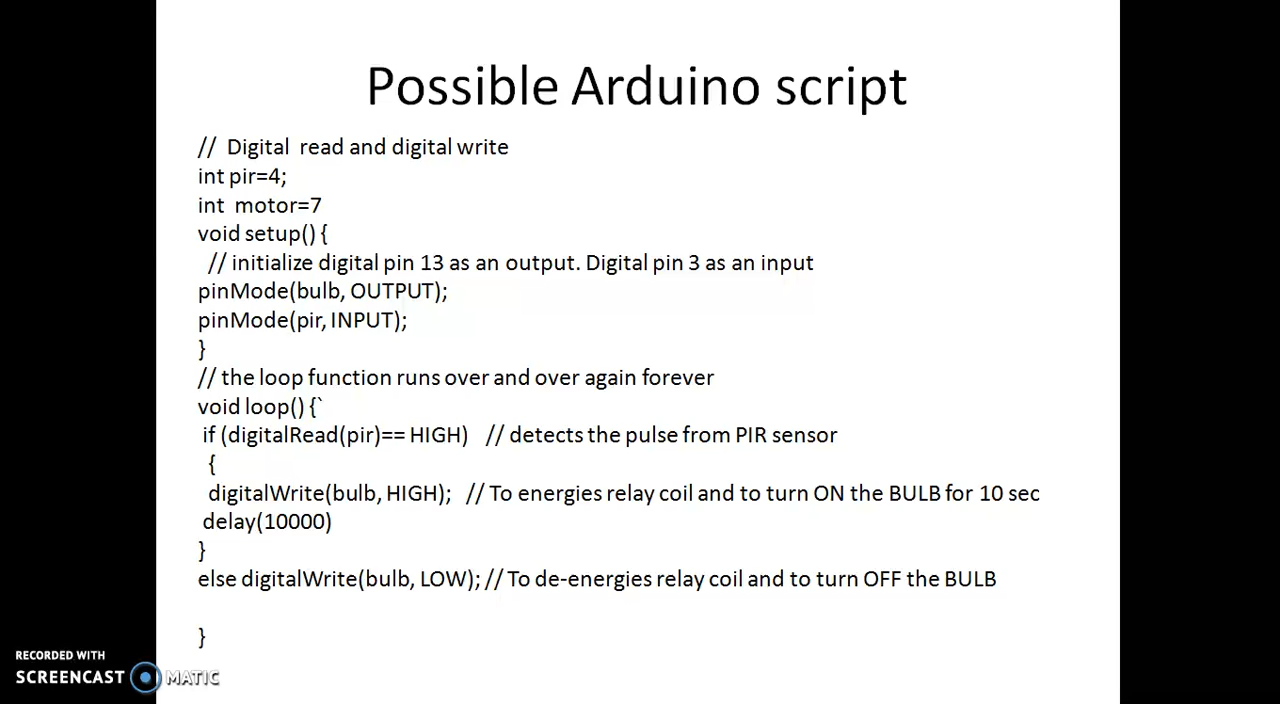 Possible Arduino script
// Digital read and digital write
int pir=4;
int motor=7
void setup() {
// initialize digital pin 13 as an output. Digital pin 3 as an input
pinMode(bulb, OUTPUT);
pinMode(pir, INPUT);
}
// the loop function runs over and over again forever
void loop() {`
if (digitalRead(pir)== HIGH) // detects the pulse from PIR sensor
{
digitalWrite(bulb, HIGH); // To energies relay coil and to turn ON the BULB for 10 sec
delay(10000)
}
else digitalWrite(bulb, LOW); // To de-energies relay coil and to turn OFF the BULB
}
RECORDED WITH
SCREENCAST MATIC